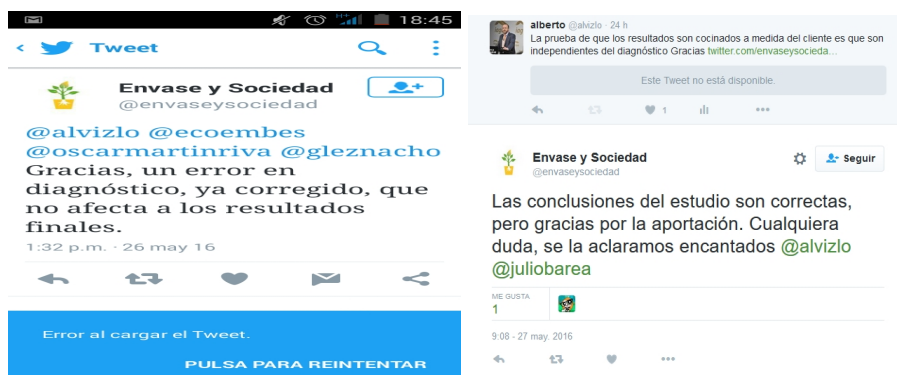 H+
18:45
Tweet
Envase y Sociedad
@envaseysociedad
@alvizlo @ecoembes
@oscarmartinriva @gleznacho
Gracias, un error en
diagnóstico, ya corregido, que
no afecta a los resultados
finales.
1:32 p.m. · 26 may 16
Error al cargar el Tweet.
PULSA PARA REINTENTAR
alberto @alvizlo · 24 h
La prueba de que los resultados son cocinados a medida del cliente es que son
independientes del diagnóstico Gracias twitter.com/envaseysocieda…
Este Tweet no está disponible.
1
Envase y Sociedad
@envaseysociedad
Seguir
Las conclusiones del estudio son correctas,
pero gracias por la aportación. Cualquiera
duda, se la aclaramos encantados @alvizlo
@juliobarea
ME GUSTA
1
9:08 - 27 may. 2016